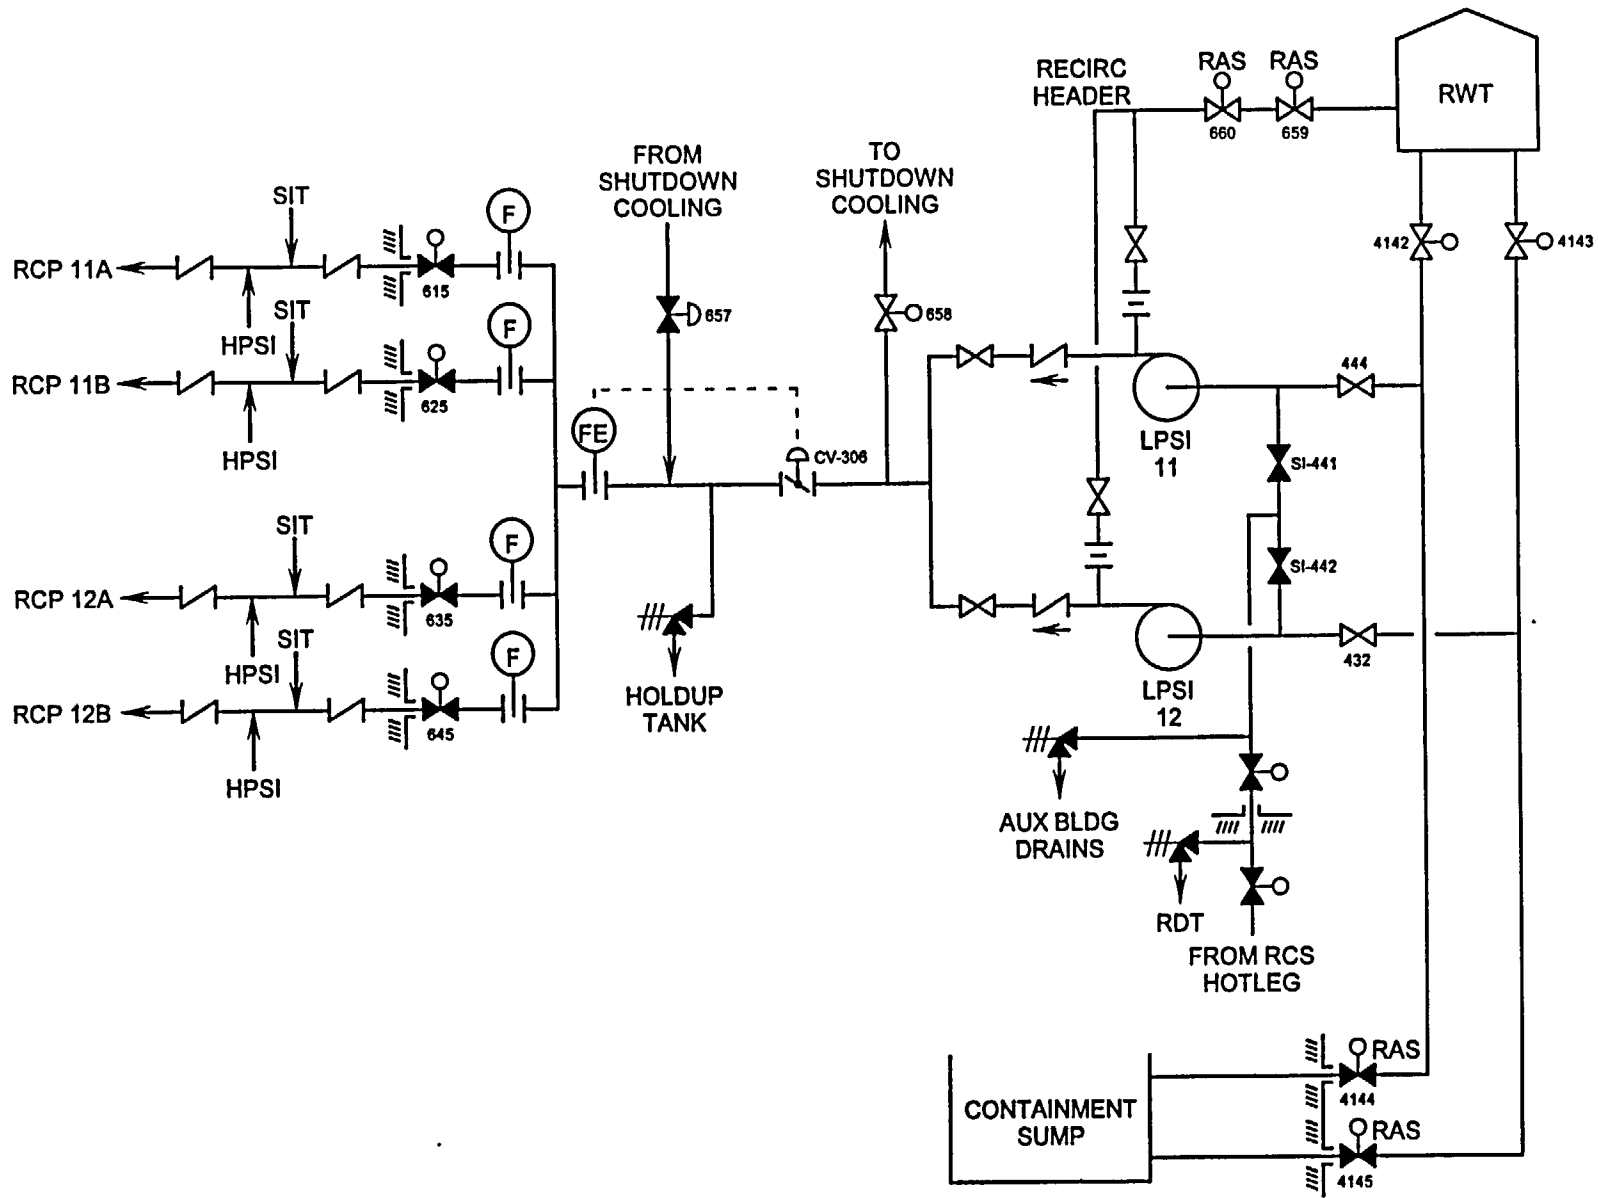 RAS
RAS
RECIRC
HEADER
RWT
660
659
FROM
SHUTDOWN
COOLING
TO
SHUTDOWN
COOLING
SIT
F
RCP 11A
615
4142
4143
SIT
HPSI
F
657
658
RCP 11B
625
444
FE
CV-306
LPSI
11
HPSI
SI-441
SIT
F
SI-442
RCP 12A
635
SIT
HPSI
F
432
HOLDUP
TANK
LPSI
12
RCP 12B
645
HPSI
AUX BLDG
DRAINS
RDT
FROM RCS
HOTLEG
RAS
4144
CONTAINMENT
SUMP
RAS
4145